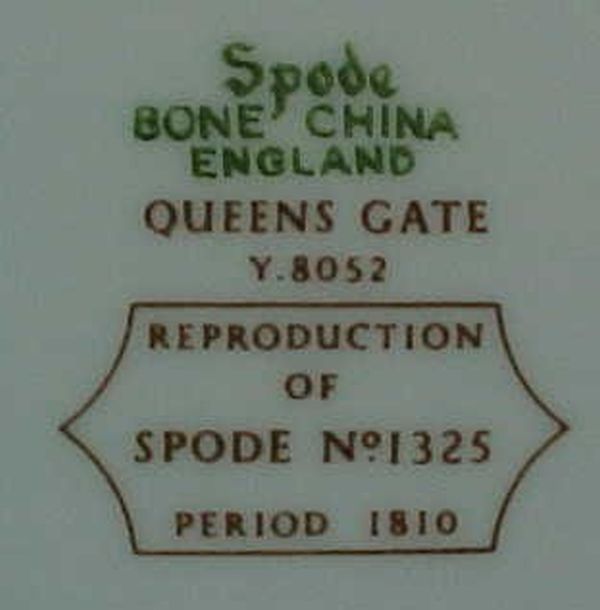 Spode
BONE CHINA
ENGLAND
QUEENS GATE
Y.8052
REPRODUCTION
OF
SPODE Nº1325
PERIOD 1810